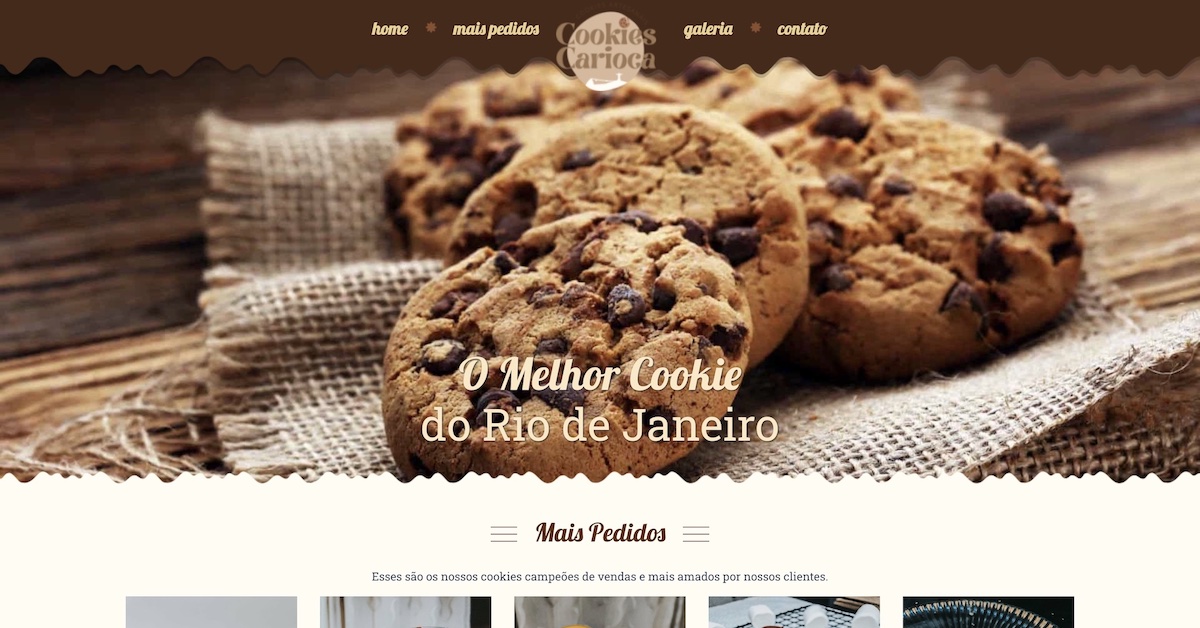 home
mais pedidos
Cookies
Carioca
galeria
contato
O Melhor Cookie
do Rio de Janeiro
Mais Pedidos
Esses são os nossos cookies campeões de vendas e mais amados por nossos clientes.